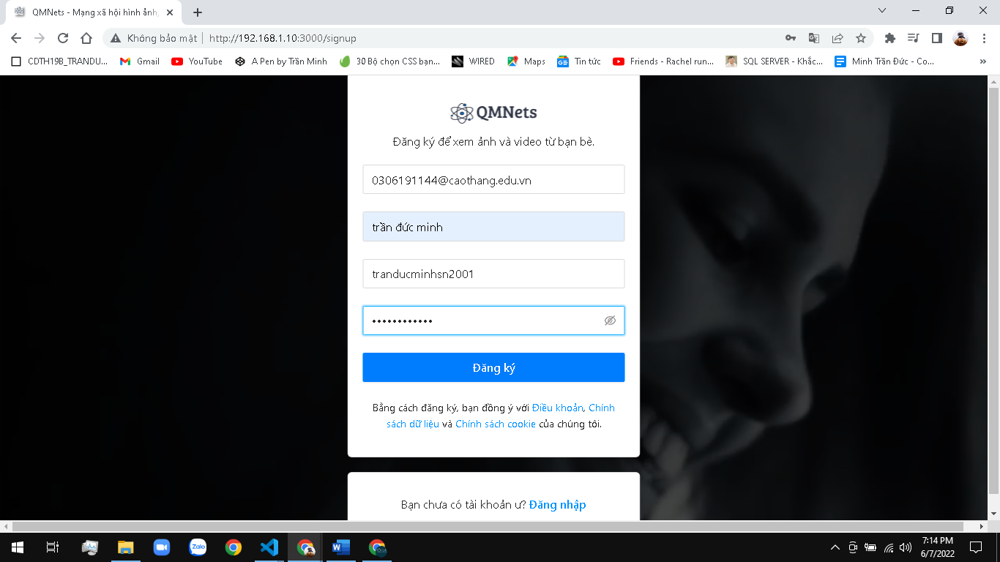 QMNets - Mạng xã hội hình ảnh,
Không bảo mật
http://192.168.1.10:3000/signup
CDTH19B_TRANDU...
Gmail
YouTube
A Pen by Trần Minh
30 Bộ chọn CSS bạn...
WIRED
Maps
Tin tức
Friends - Rachel run...
SQL SERVER - Khắc...
Minh Trần Đức - Co...
»
QMNets
Đăng ký để xem ảnh và video từ bạn bè.
0306191144@caothang.edu.vn
trần đức minh
tranducminhsn2001
••••••••••••
Đăng ký
Bằng cách đăng ký, bạn đồng ý với Điều khoản, Chính
sách dữ liệu và Chính sách cookie của chúng tôi.
Bạn chưa có tài khoản ư? Đăng nhập
Zalo
7:14 PM
6/7/2022